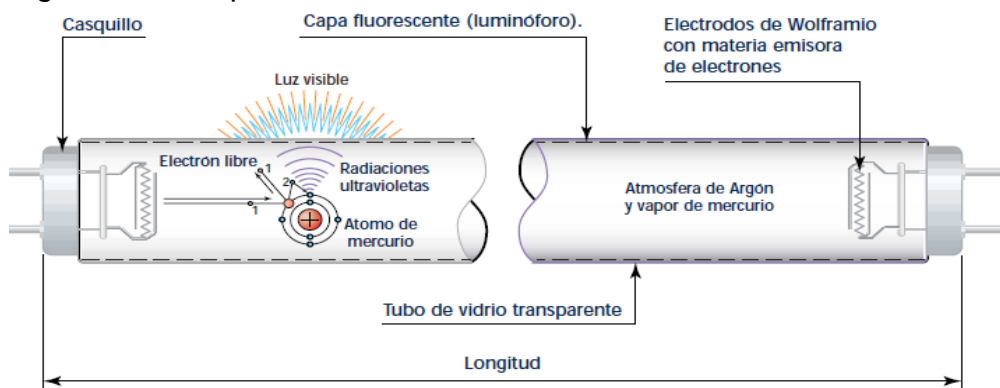 Casquillo
Capa fluorescente (luminóforo).
Electrodos de Wolframio
con materia emisora
de electrones
Luz visible
Electrón libre
1
2
1
Radiaciones
ultravioletas
Atomo de
mercurio
Atmosfera de Argón
y vapor de mercurio
Tubo de vidrio transparente
Longitud